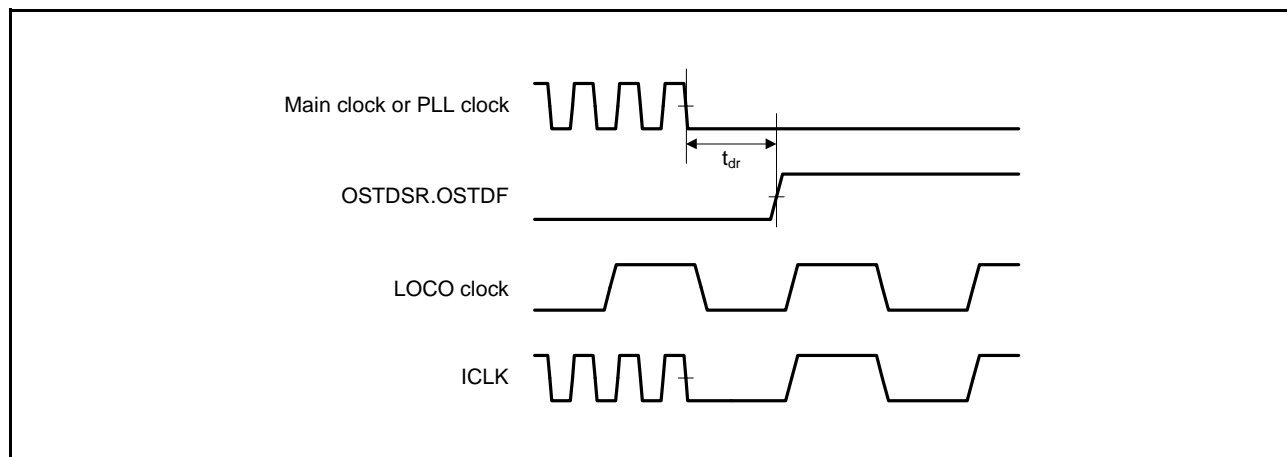 Main clock or PLL clock
tdr
OSTDSR.OSTDF
LOCO clock
ICLK